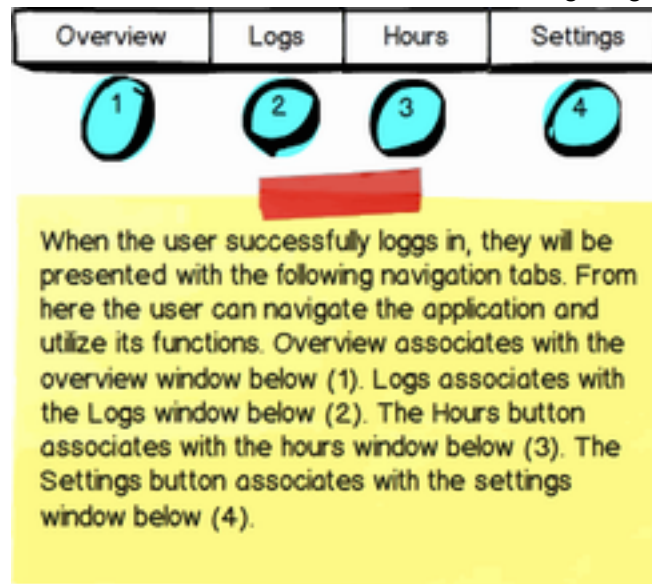 Overview Logs Hours Settings
1 2 3 4
When the user successfully loggs in, they will be
presented with the following navigation tabs. From
here the user can navigate the application and
utilize its functions. Overview associates with the
overview window below (1). Logs associates with
the Logs window below (2). The Hours button
associates with the hours window below (3). The
Settings button associates with the settings
window below (4).